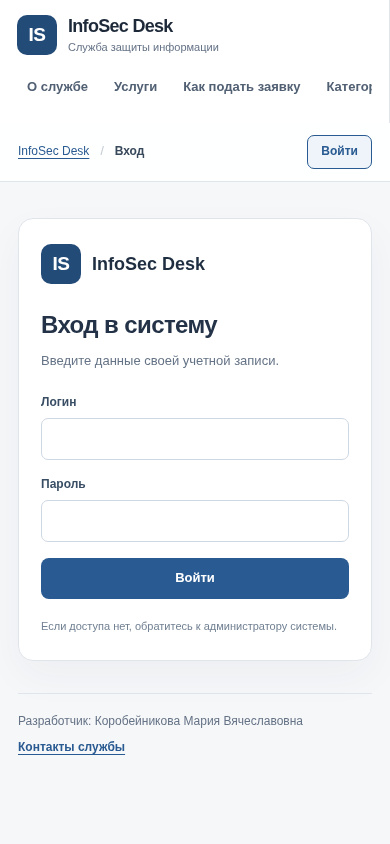 IS
InfoSec Desk
Служба защиты информации
О службе Услуги Как подать заявку
InfoSec Desk / Вход
Войти
IS InfoSec Desk
Вход в систему
Введите данные своей учетной записи.
Логин
Пароль
Войти
Если доступа нет, обратитесь к администратору системы.
Разработчик: Коробейникова Мария Вячеславовна
Контакты службы